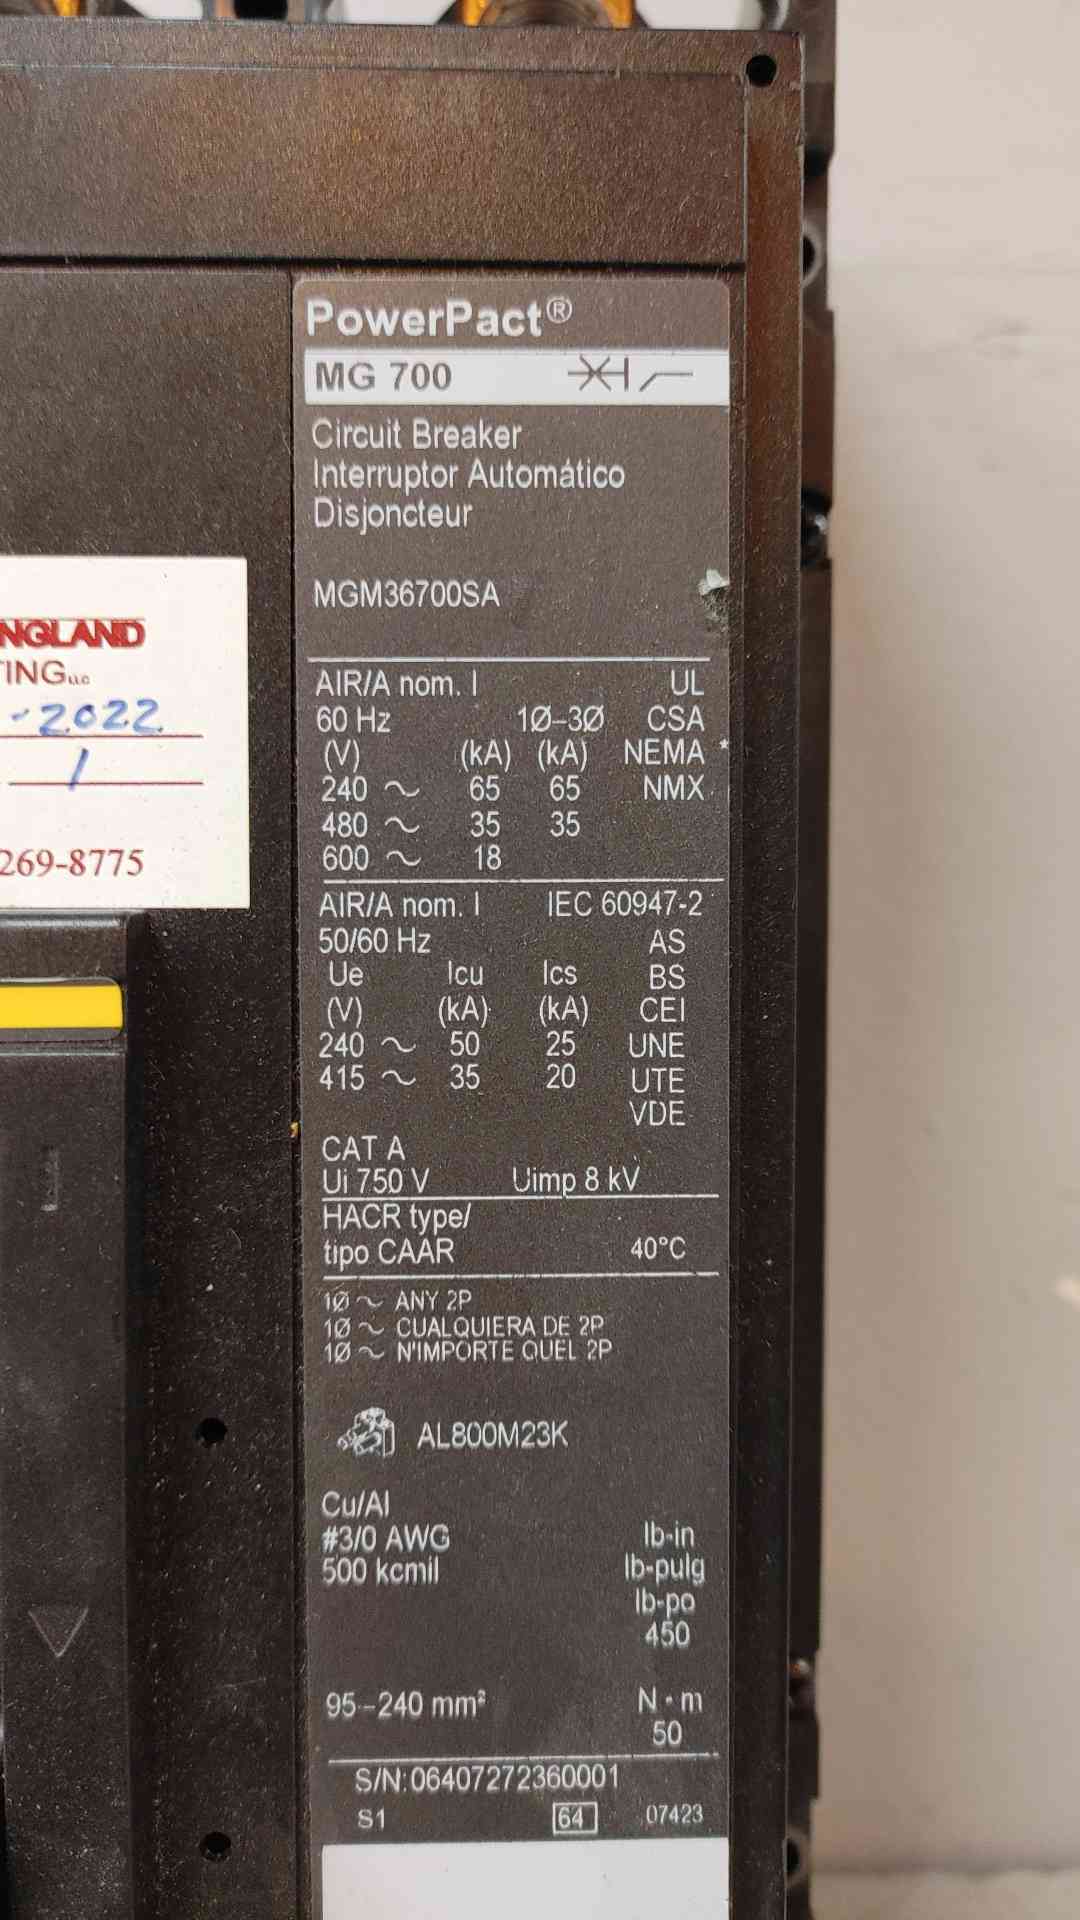 PowerPact®
MG 700
Circuit Breaker
Interruptor Automático
Disjoncteur
MGM36700SA
NGLAND
TING LLC
-2022
1
269-8775
AIR/A nom. I UL
60 Hz 1Ø-3Ø CSA
(V) (kA) (kA) NEMA *
240 ~ 65 65 NMX
480 ~ 35 35
600 ~ 18
AIR/A nom. I IEC 60947-2
50/60 Hz AS
Ue Icu Ics BS
(V) (kA) (kA) CEI
240 ~ 50 25 UNE
415 ~ 35 20 UTE
VDE
CAT A
Ui 750 V Uimp 8 kV
HACR type/
tipo CAAR 40°C
1Ø ~ ANY 2P
1Ø ~ CUALQUIERA DE 2P
1Ø ~ N'IMPORTE QUEL 2P
AL800M23K
Cu/Al
#3/0 AWG lb-in
500 kcmil lb-pulg
lb-po
450
95-240 mm² N·m
50
S/N:06407272360001
S1 64 07423